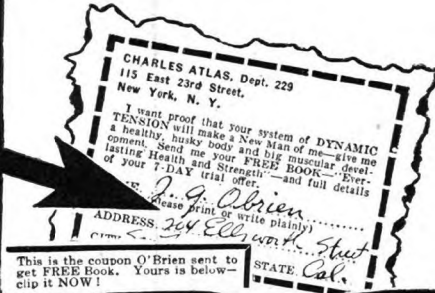 CHARLES ATLAS, Dept. 229
115 East 23rd Street,
New York, N. Y.
I want proof that your system of DYNAMIC
TENSION will make a New Man of me—give me
a healthy, husky body and big muscular devel-
opment. Send me your FREE BOOK—"Ever-
lasting Health and Strength"—and full details
of your 7-DAY trial offer.
J. G. Obrien
(Please print or write plainly)
ADDRESS 264 Ellsworth Street
CITY STATE Cal.
This is the coupon O'Brien sent to
get FREE Book. Yours is below—
clip it NOW!